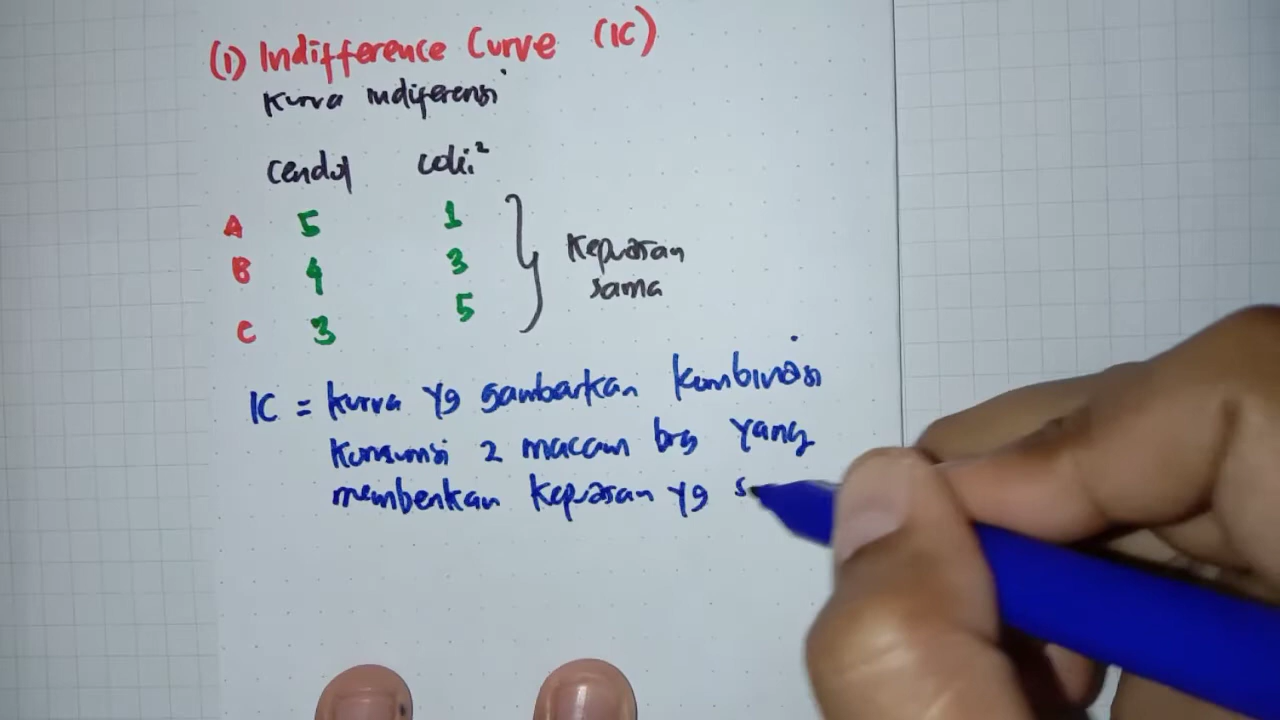 (1) Indifference Curve (IC)
Kurva indiferensi
cendol coki²
A 5 1
B 4 3
C 3 5
Kepuasan
sama
IC = kurva yg gambarkan kombinasi
konsumsi 2 macam brg yang
memberikan kepuasan yg s